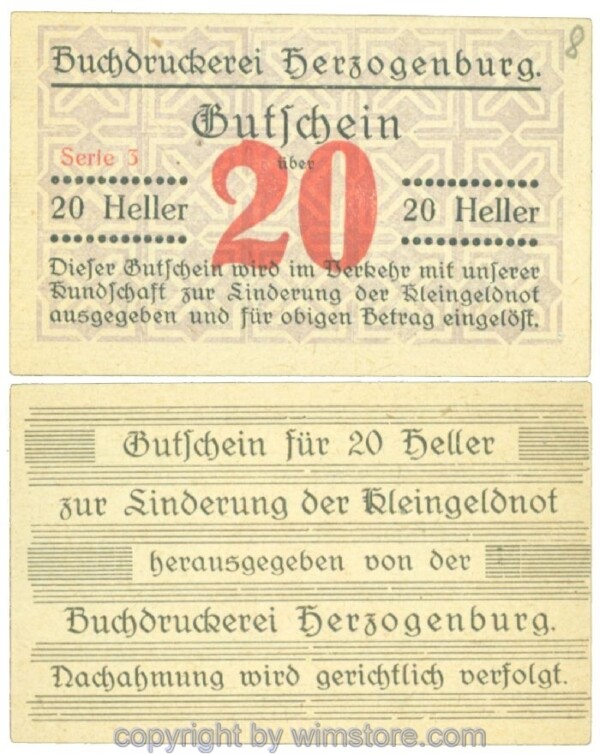 8
Buchdruckerei Herzogenburg.
Gutschein
Serie 3
über
20
20 Heller
20 Heller
Dieser Gutschein wird im Verkehr mit unserer
Kundschaft zur Linderung der Kleingeldnot
ausgegeben und für obigen Betrag eingelöst.
Gutschein für 20 Heller
zur Linderung der Kleingeldnot
herausgegeben von der
Buchdruckerei Herzogenburg.
Nachahmung wird gerichtlich verfolgt.
copyright by wimstore.com